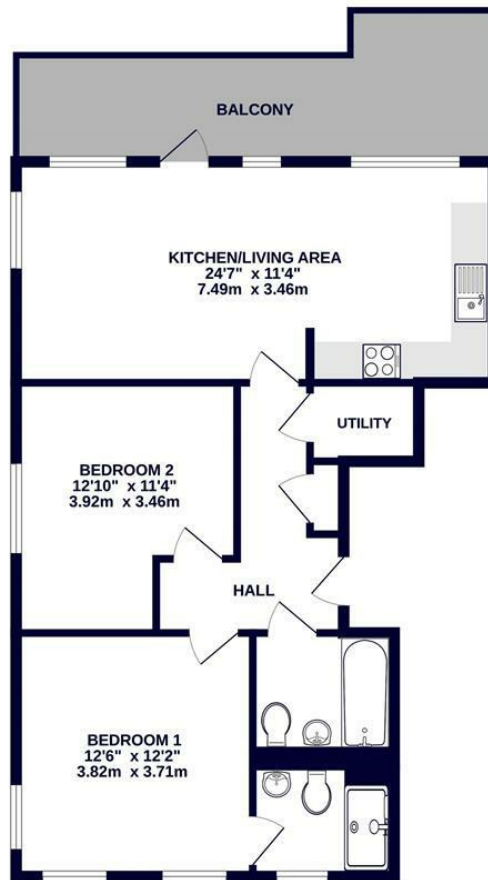 BALCONY
KITCHEN/LIVING AREA
24'7" x 11'4"
7.49m x 3.46m
UTILITY
BEDROOM 2
12'10" x 11'4"
3.92m x 3.46m
HALL
BEDROOM 1
12'6" x 12'2"
3.82m x 3.71m